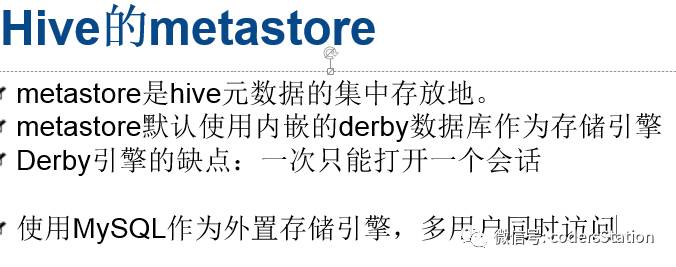 Hive的metastore
metastore是hive元数据的集中存放地。
metastore默认使用内嵌的derby数据库作为存储引擎
Derby引擎的缺点：一次只能打开一个会话
使用MySQL作为外置存储引擎，多用户同时访问
微信号: codersStation